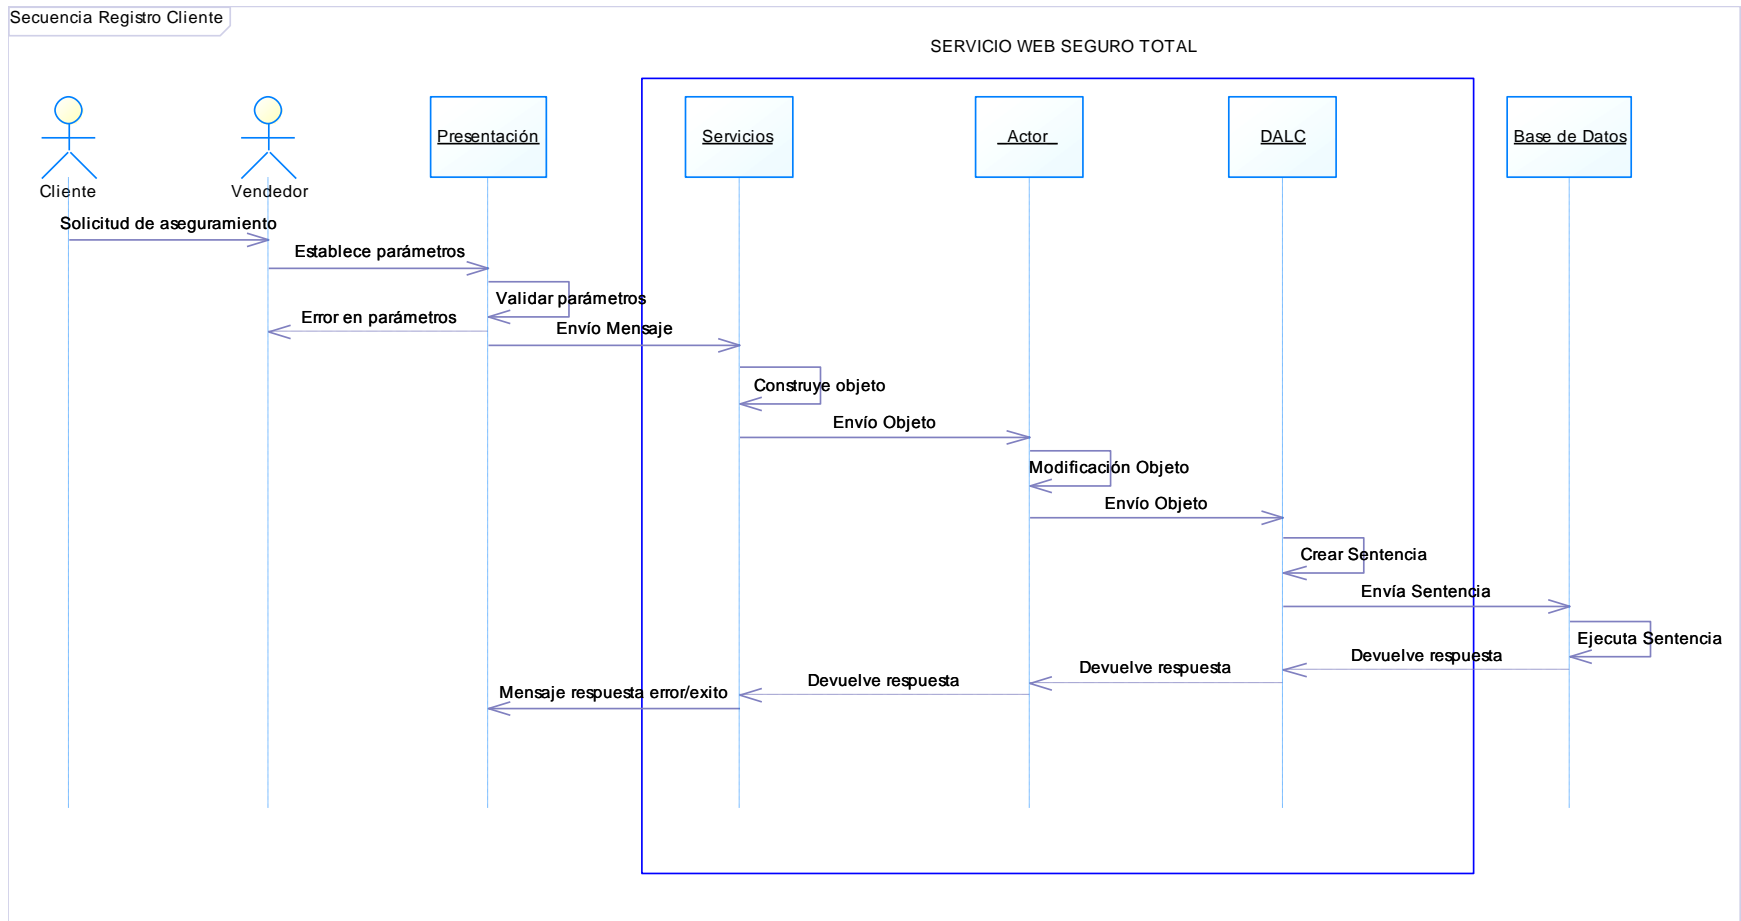 Secuencia Registro Cliente
SERVICIO WEB SEGURO TOTAL
Presentación
Servicios
Actor
DALC
Base de Datos
Cliente
Vendedor
Solicitud de aseguramiento
Establece parámetros
Validar parámetros
Error en parámetros
Envío Mensaje
Construye objeto
Envío Objeto
Modificación Objeto
Envío Objeto
Crear Sentencia
Envía Sentencia
Ejecuta Sentencia
Devuelve respuesta
Devuelve respuesta
Devuelve respuesta
Mensaje respuesta error/exito